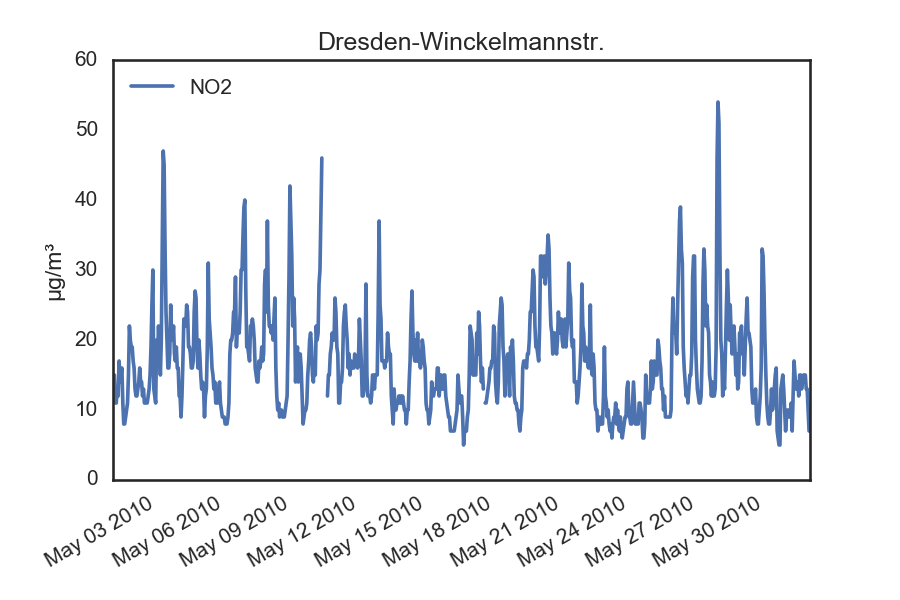 Dresden-Winckelmannstr.
NO2
µg/m³
60
50
40
30
20
10
0
May 03 2010
May 06 2010
May 09 2010
May 12 2010
May 15 2010
May 18 2010
May 21 2010
May 24 2010
May 27 2010
May 30 2010